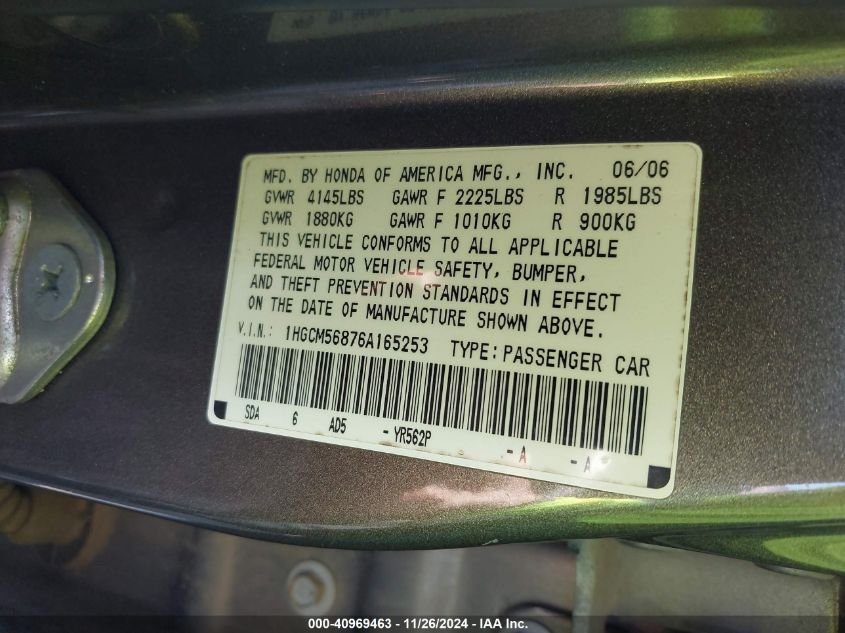 MFD. BY HONDA OF AMERICA MFG., INC. 06/06
GVWR 4145LBS GAWR F 2225LBS R 1985LBS
GVWR 1880KG GAWR F 1010KG R 900KG
THIS VEHICLE CONFORMS TO ALL APPLICABLE
FEDERAL MOTOR VEHICLE SAFETY, BUMPER,
AND THEFT PREVENTION STANDARDS IN EFFECT
ON THE DATE OF MANUFACTURE SHOWN ABOVE.
V.I.N.: 1HGCM56876A165253 TYPE: PASSENGER CAR
SDA 6 AD5 - YR562P - A - A
000-40969463 - 11/26/2024 - IAA Inc.